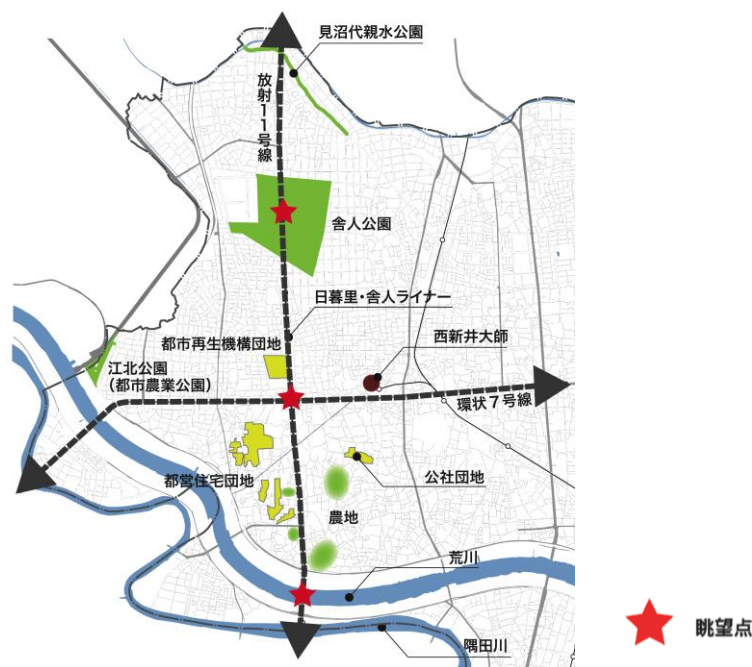 見沼代親水公園
放射11号線
舎人公園
日暮里・舎人ライナー
都市再生機構団地
西新井大師
江北公園
（都市農業公園）
環状７号線
都営住宅団地
公社団地
農地
荒川
隅田川
眺望点